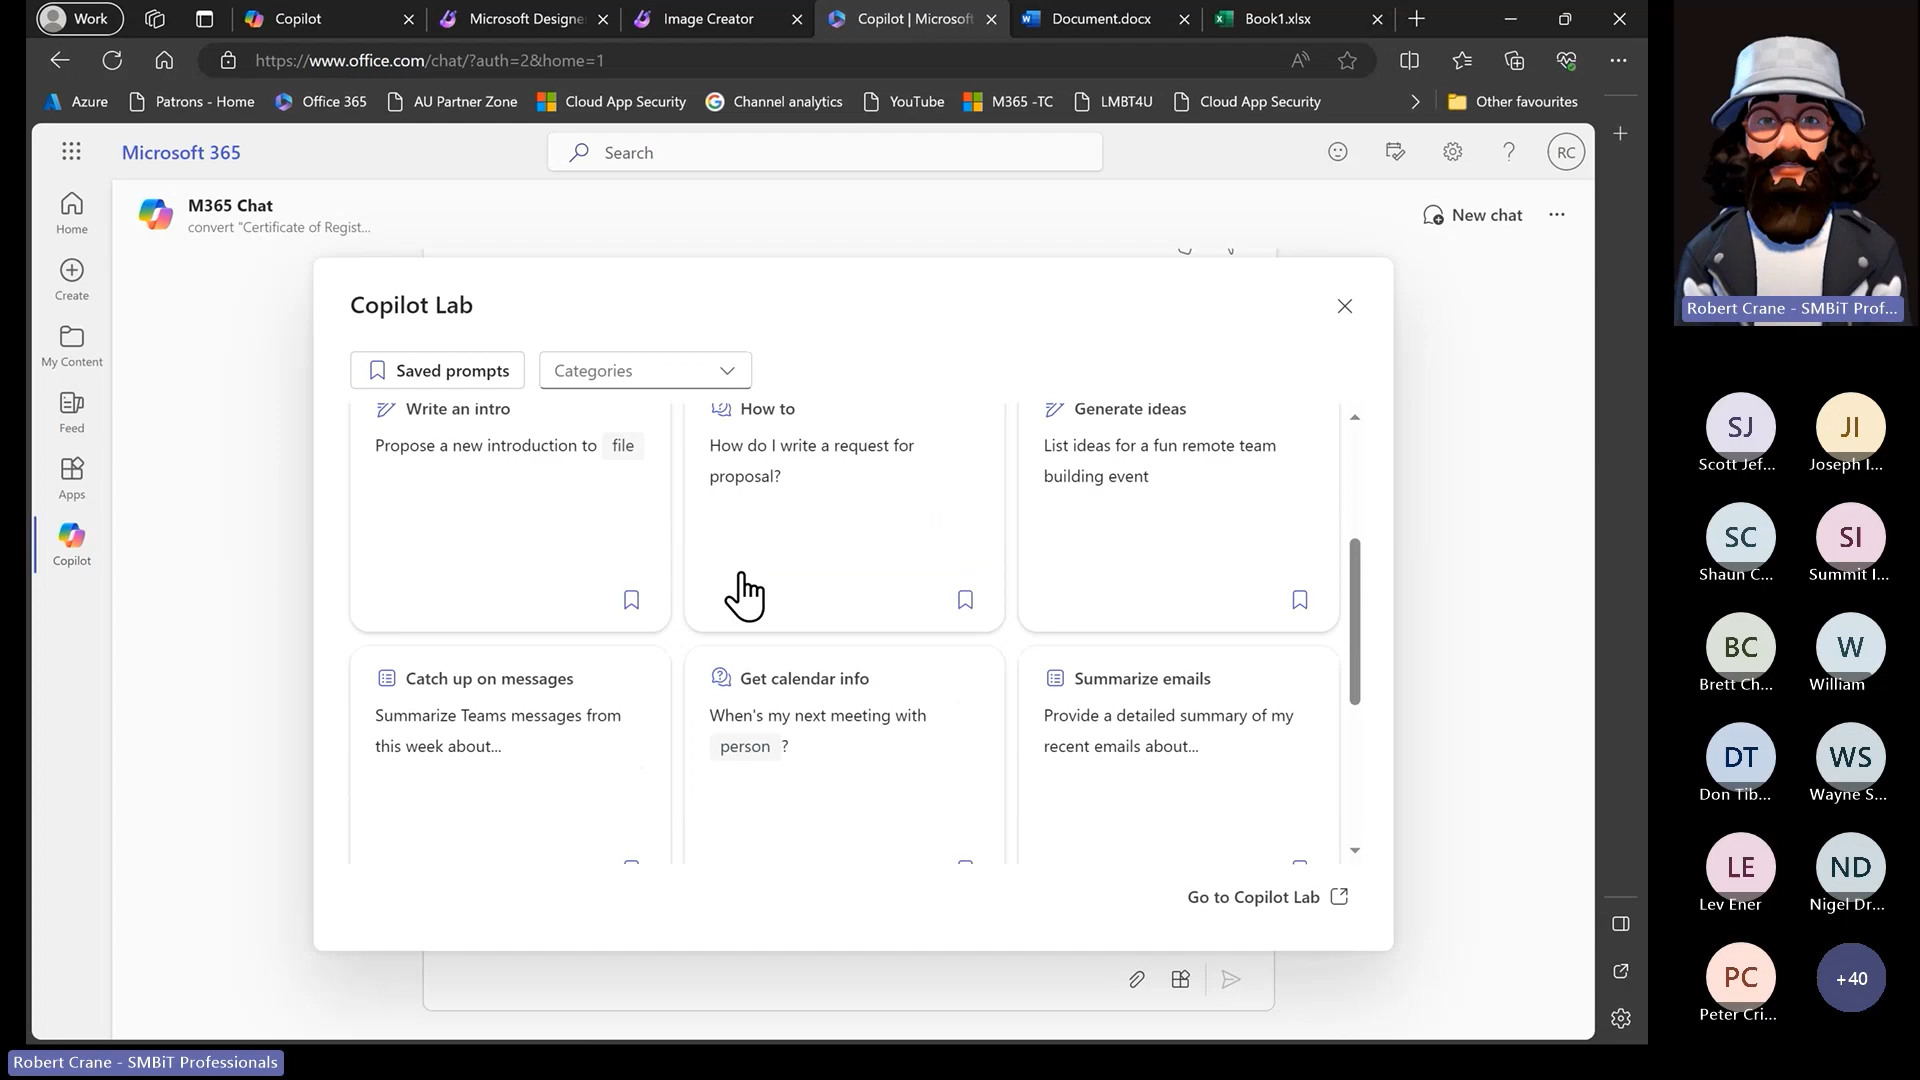 Work
Copilot
Microsoft Designe
Image Creator
Copilot | Microsoft
Document.docx
Book1.xlsx
https://www.office.com/chat/?auth=2&home=1
Azure
Patrons - Home
Office 365
AU Partner Zone
Cloud App Security
Channel analytics
YouTube
M365 -TC
LMBT4U
Cloud App Security
Other favourites
Microsoft 365
Search
RC
Home
Create
My Content
Feed
Apps
Copilot
M365 Chat
convert "Certificate of Regist...
New chat
Copilot Lab
Saved prompts
Categories
Write an intro
Propose a new introduction to file
How to
How do I write a request for
proposal?
Generate ideas
List ideas for a fun remote team
building event
Catch up on messages
Summarize Teams messages from
this week about...
Get calendar info
When's my next meeting with
person ?
Summarize emails
Provide a detailed summary of my
recent emails about...
Go to Copilot Lab
Robert Crane - SMBiT Prof...
SJ
Scott Jef...
JI
Joseph I...
SC
Shaun C...
SI
Summit I...
BC
Brett Ch...
W
William
DT
Don Tib...
WS
Wayne S...
LE
Lev Ener
ND
Nigel Dr...
PC
Peter Cri...
+40
Robert Crane - SMBiT Professionals